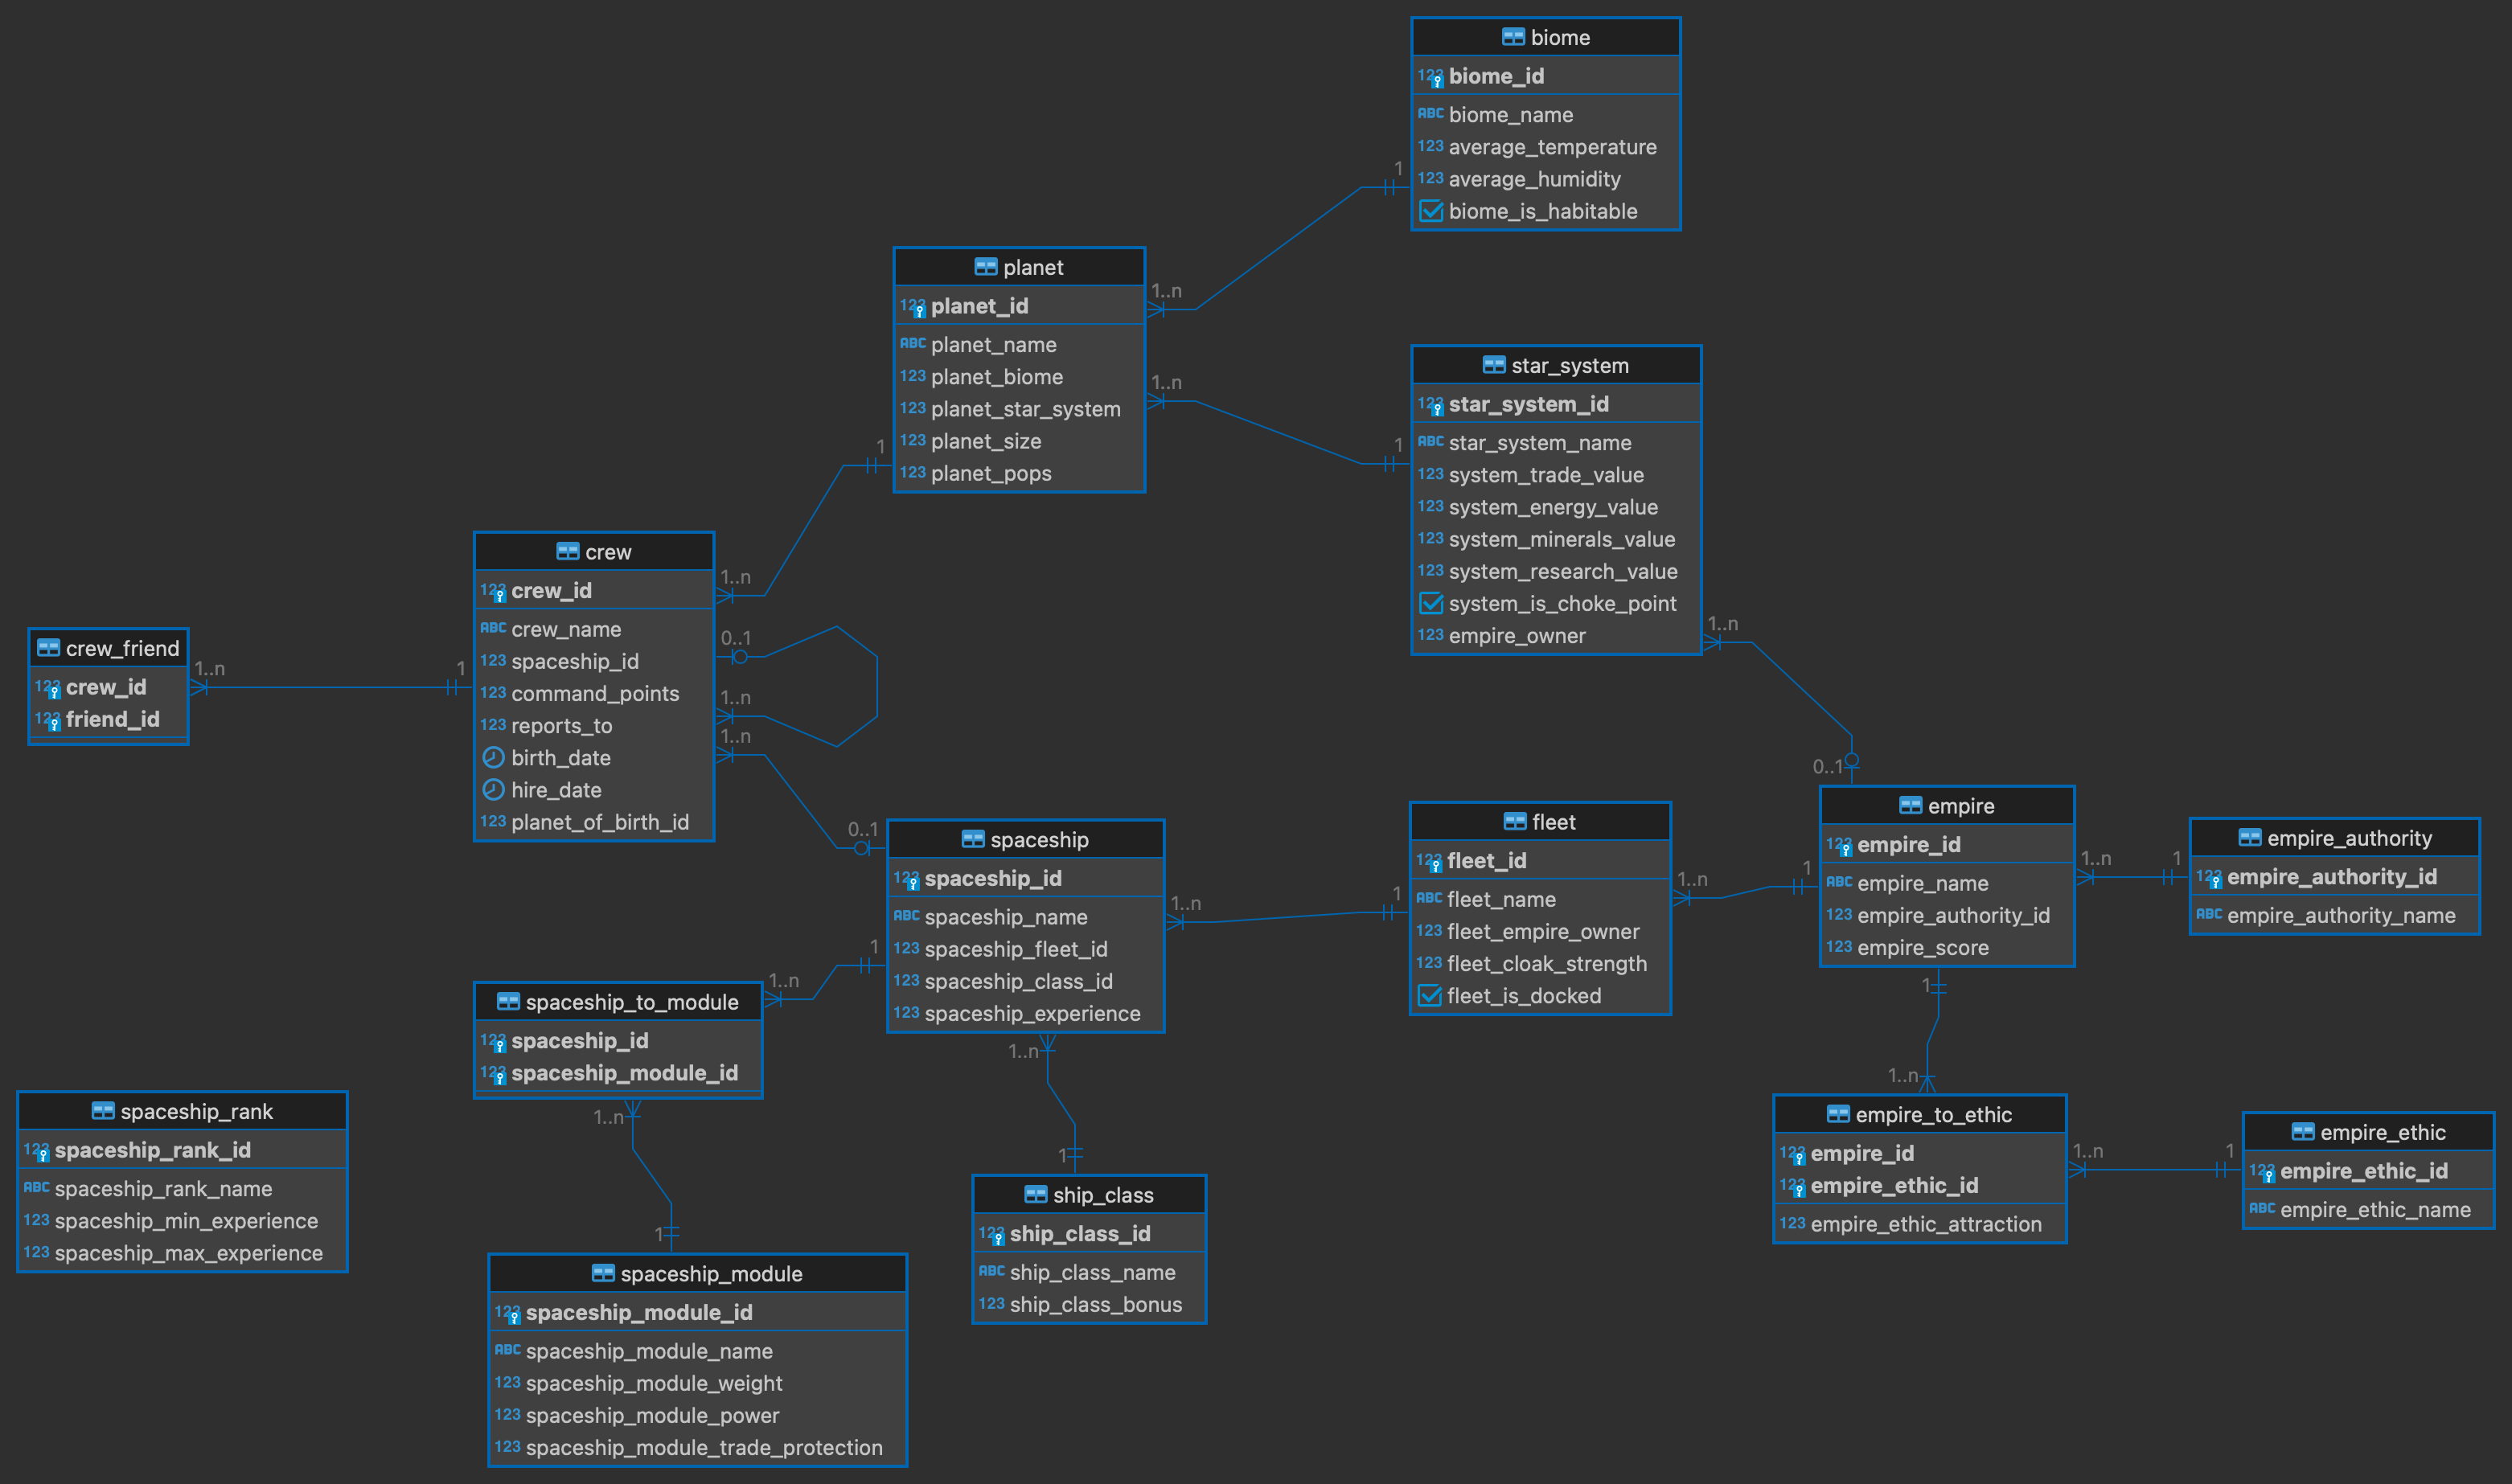 biome
123 biome_id
ABC biome_name
123 average_temperature
123 average_humidity
biome_is_habitable
1
1..n
planet
123 planet_id
ABC planet_name
123 planet_biome
123 planet_star_system
123 planet_size
123 planet_pops
1..n
1
1
star_system
123 star_system_id
ABC star_system_name
123 system_trade_value
123 system_energy_value
123 system_minerals_value
123 system_research_value
system_is_choke_point
123 empire_owner
1..n
0..1
crew
123 crew_id
ABC crew_name
123 spaceship_id
123 command_points
123 reports_to
birth_date
hire_date
123 planet_of_birth_id
1..n
0..1
1..n
1..n
0..1
crew_friend
123 crew_id
123 friend_id
1..n
1
spaceship
123 spaceship_id
ABC spaceship_name
123 spaceship_fleet_id
123 spaceship_class_id
123 spaceship_experience
1..n
1
1
1..n
fleet
123 fleet_id
ABC fleet_name
123 fleet_empire_owner
123 fleet_cloak_strength
fleet_is_docked
1..n
1
empire
123 empire_id
ABC empire_name
123 empire_authority_id
123 empire_score
1..n
1
1
1..n
empire_authority
123 empire_authority_id
ABC empire_authority_name
spaceship_to_module
123 spaceship_id
123 spaceship_module_id
1..n
1..n
1
1
spaceship_rank
123 spaceship_rank_id
ABC spaceship_rank_name
123 spaceship_min_experience
123 spaceship_max_experience
spaceship_module
123 spaceship_module_id
ABC spaceship_module_name
123 spaceship_module_weight
123 spaceship_module_power
123 spaceship_module_trade_protection
ship_class
123 ship_class_id
ABC ship_class_name
123 ship_class_bonus
empire_to_ethic
123 empire_id
123 empire_ethic_id
123 empire_ethic_attraction
1..n
1
empire_ethic
123 empire_ethic_id
ABC empire_ethic_name